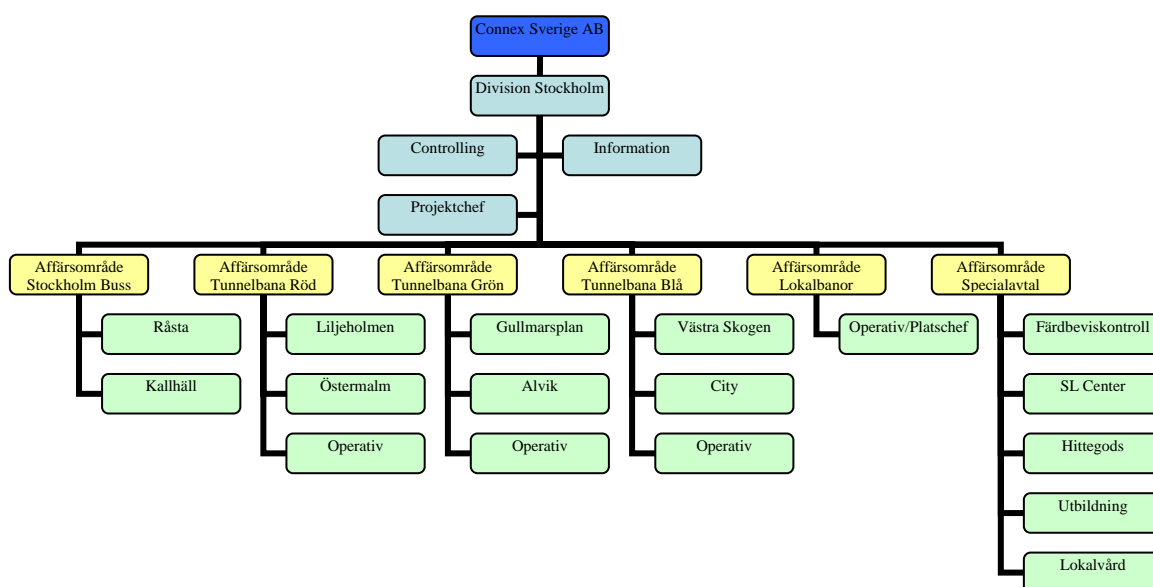 Connex Sverige AB
Division Stockholm
Controlling
Information
Projektchef
Affärsområde
Stockholm Buss
Affärsområde
Tunnelbana Röd
Affärsområde
Tunnelbana Grön
Affärsområde
Tunnelbana Blå
Affärsområde
Lokalbanor
Affärsområde
Specialavtal
Råsta
Kallhäll
Liljeholmen
Östermalm
Operativ
Gullmarsplan
Alvik
Operativ
Västra Skogen
City
Operativ
Operativ/Platschef
Färdbeviskontroll
SL Center
Hittegods
Utbildning
Lokalvård